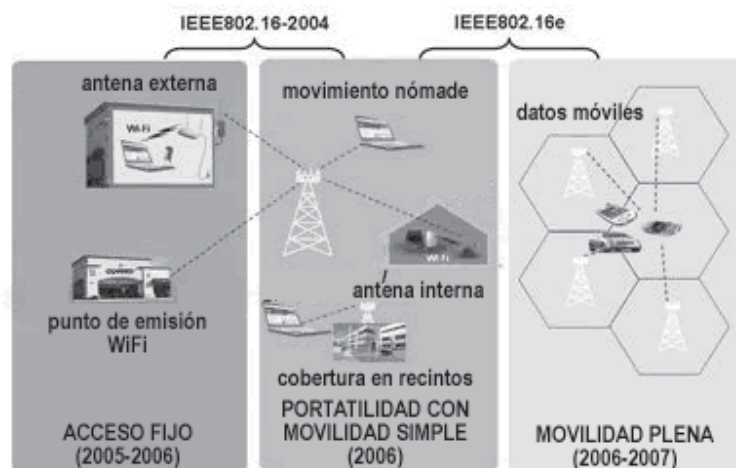 IEEE802.16-2004
IEEE802.16e
antena externa
WiFi
punto de emisión
WiFi
ACCESO FIJO
(2005-2006)
movimiento nómade
WiFi
antena interna
cobertura en recintos
PORTATILIDAD CON
MOVILIDAD SIMPLE
(2006)
datos móviles
MOVILIDAD PLENA
(2006-2007)